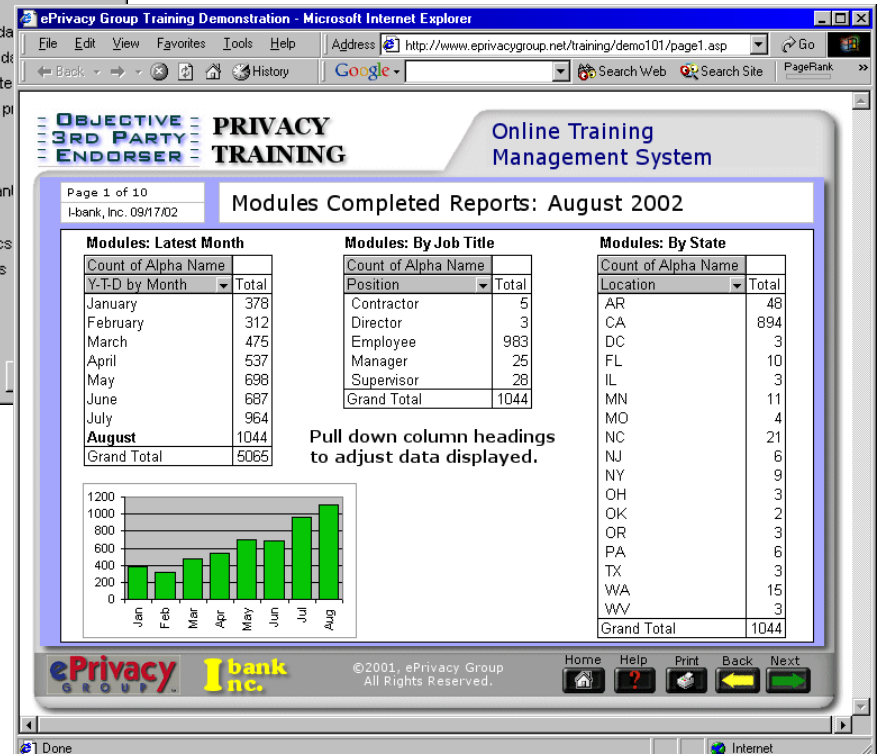 ePrivacy Group Training Demonstration - Microsoft Internet Explorer
File Edit View Favorites Tools Help Address http://www.eprivacygroup.net/training/demo101/page1.asp Go
Back History Google Search Web Search Site PageRank »
OBJECTIVE
3RD PARTY
ENDORSER
PRIVACY
TRAINING
Online Training
Management System
Page 1 of 10
I-bank, Inc. 09/17/02
Modules Completed Reports: August 2002
Modules: Latest Month
Count of Alpha Name
Y-T-D by Month Total
January 378
February 312
March 475
April 537
May 698
June 687
July 964
August 1044
Grand Total 5065
Modules: By Job Title
Count of Alpha Name
Position Total
Contractor 5
Director 3
Employee 983
Manager 25
Supervisor 28
Grand Total 1044
Pull down column headings
to adjust data displayed.
Modules: By State
Count of Alpha Name
Location Total
AR 48
CA 894
DC 3
FL 10
IL 3
MN 11
MO 4
NC 21
NJ 6
NY 9
OH 3
OK 2
OR 3
PA 6
TX 3
WA 15
WV 3
Grand Total 1044
1200
1000
800
600
400
200
0
Jan Feb Mar Apr May Jun Jul Aug
ePrivacy
GROUP
I bank
nc.
©2001, ePrivacy Group
All Rights Reserved.
Home Help Print Back Next
Done Internet